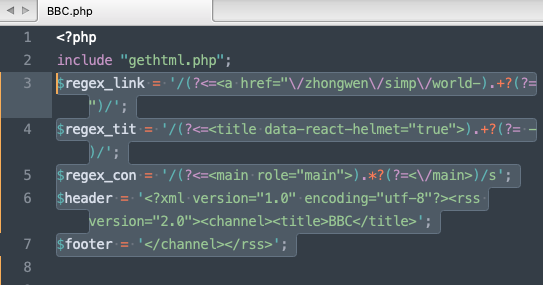 BBC.php
1 <?php
2 include "gethtml.php";
3 $regex_link = '/(?<=<a href="\/zhongwen\/simp\/world-).+?(?=
")/';
4 $regex_tit = '/(?<=<title data-react-helmet="true">).+?(?= -
)/';
5 $regex_con = '/(?<=<main role="main">).*?(?=<\/main>)/s';
6 $header = '<?xml version="1.0" encoding="utf-8"?><rss
version="2.0"><channel><title>BBC</title>';
7 $footer = '</channel></rss>';
8